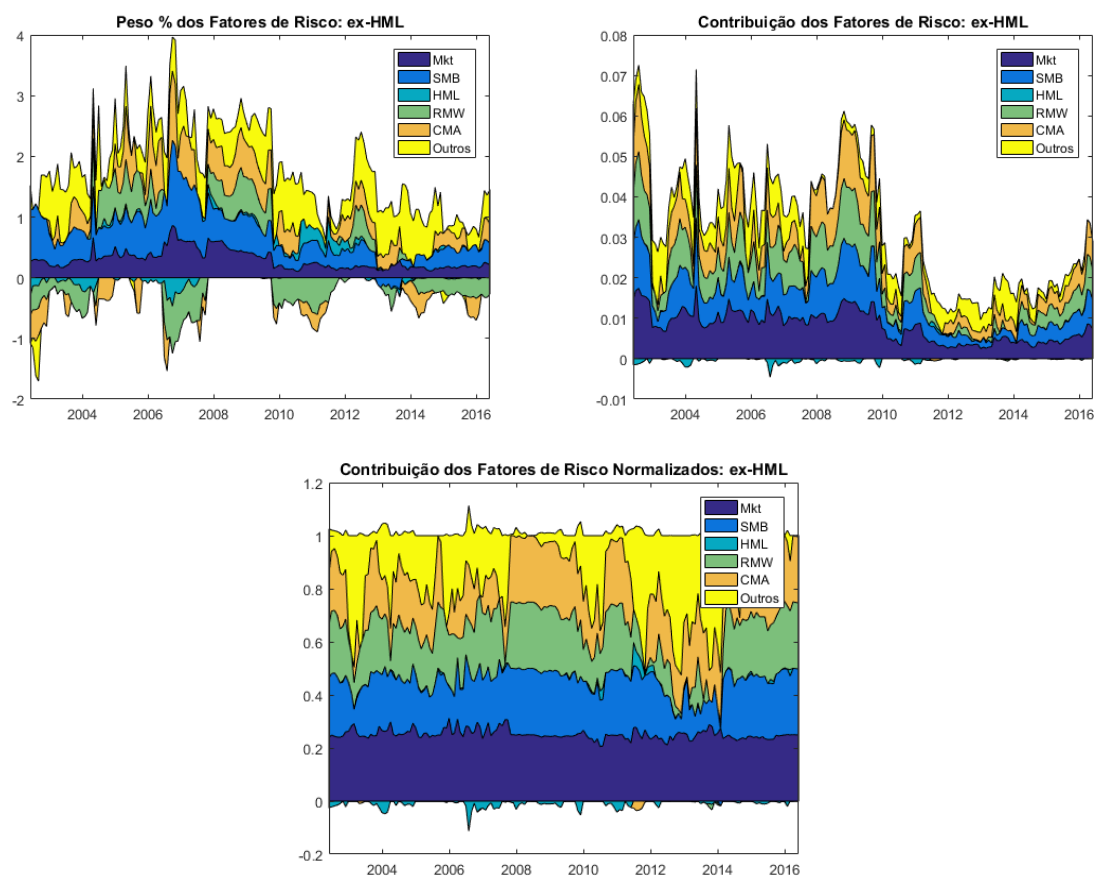 Peso % dos Fatores de Risco: ex-HML
4
3
2
1
0
-1
-2
2004 2006 2008 2010 2012 2014 2016
Mkt
SMB
HML
RMW
CMA
Outros
Contribuição dos Fatores de Risco: ex-HML
0.08
0.07
0.06
0.05
0.04
0.03
0.02
0.01
0
-0.01
2004 2006 2008 2010 2012 2014 2016
Mkt
SMB
HML
RMW
CMA
Outros
Contribuição dos Fatores de Risco Normalizados: ex-HML
1.2
1
0.8
0.6
0.4
0.2
0
-0.2
2004 2006 2008 2010 2012 2014 2016
Mkt
SMB
HML
RMW
CMA
Outros